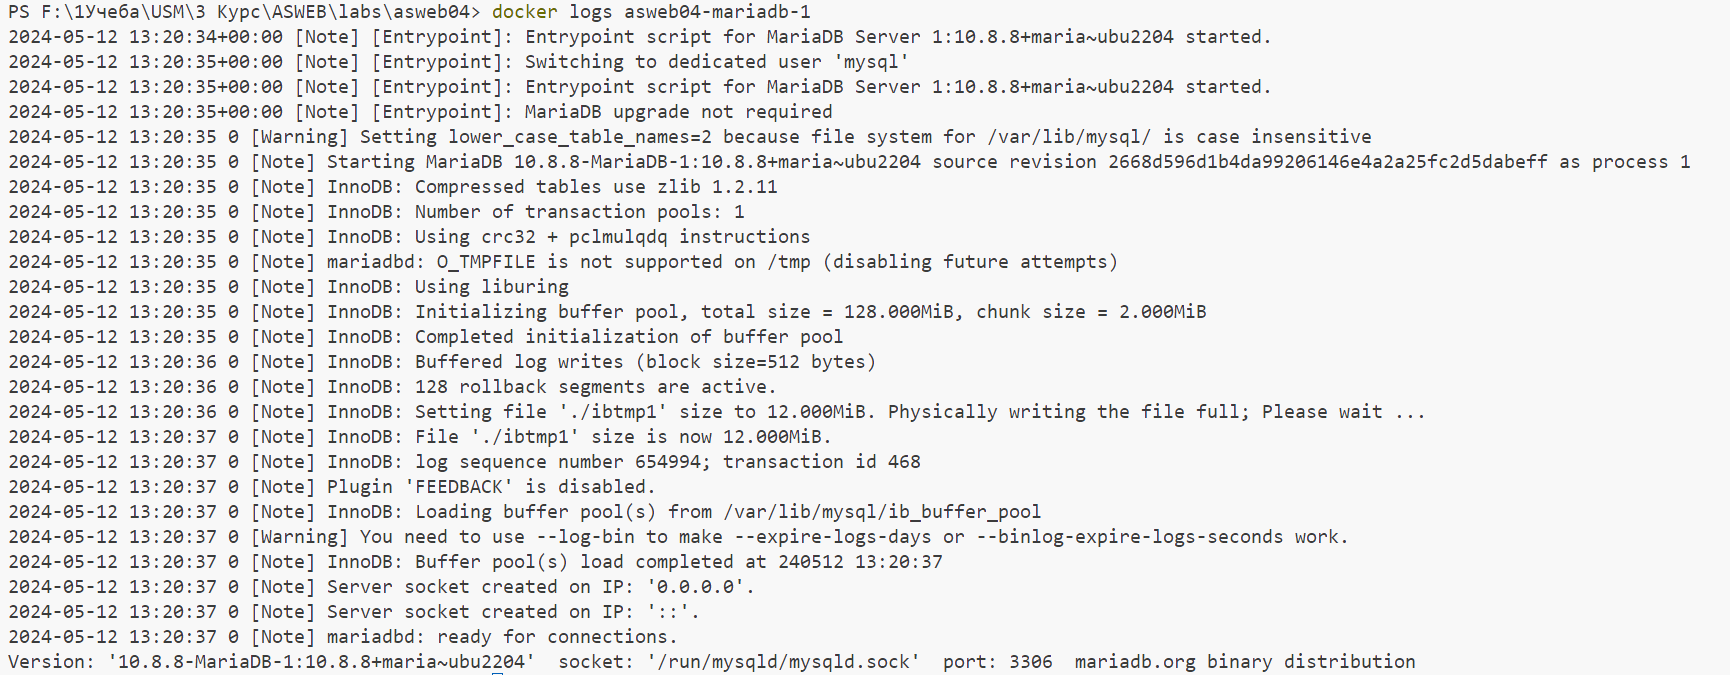 PS F:\1Учеба\USM\3 Курс\ASWEB\labs\asweb04> docker logs asweb04-mariadb-1
2024-05-12 13:20:34+00:00 [Note] [Entrypoint]: Entrypoint script for MariaDB Server 1:10.8.8+maria~ubu2204 started.
2024-05-12 13:20:35+00:00 [Note] [Entrypoint]: Switching to dedicated user 'mysql'
2024-05-12 13:20:35+00:00 [Note] [Entrypoint]: Entrypoint script for MariaDB Server 1:10.8.8+maria~ubu2204 started.
2024-05-12 13:20:35+00:00 [Note] [Entrypoint]: MariaDB upgrade not required
2024-05-12 13:20:35 0 [Warning] Setting lower_case_table_names=2 because file system for /var/lib/mysql/ is case insensitive
2024-05-12 13:20:35 0 [Note] Starting MariaDB 10.8.8-MariaDB-1:10.8.8+maria~ubu2204 source revision 2668d596d1b4da99206146e4a2a25fc2d5dabeff as process 1
2024-05-12 13:20:35 0 [Note] InnoDB: Compressed tables use zlib 1.2.11
2024-05-12 13:20:35 0 [Note] InnoDB: Number of transaction pools: 1
2024-05-12 13:20:35 0 [Note] InnoDB: Using crc32 + pclmulqdq instructions
2024-05-12 13:20:35 0 [Note] mariadbd: O_TMPFILE is not supported on /tmp (disabling future attempts)
2024-05-12 13:20:35 0 [Note] InnoDB: Using liburing
2024-05-12 13:20:35 0 [Note] InnoDB: Initializing buffer pool, total size = 128.000MiB, chunk size = 2.000MiB
2024-05-12 13:20:35 0 [Note] InnoDB: Completed initialization of buffer pool
2024-05-12 13:20:36 0 [Note] InnoDB: Buffered log writes (block size=512 bytes)
2024-05-12 13:20:36 0 [Note] InnoDB: 128 rollback segments are active.
2024-05-12 13:20:36 0 [Note] InnoDB: Setting file './ibtmp1' size to 12.000MiB. Physically writing the file full; Please wait ...
2024-05-12 13:20:37 0 [Note] InnoDB: File './ibtmp1' size is now 12.000MiB.
2024-05-12 13:20:37 0 [Note] InnoDB: log sequence number 654994; transaction id 468
2024-05-12 13:20:37 0 [Note] Plugin 'FEEDBACK' is disabled.
2024-05-12 13:20:37 0 [Note] InnoDB: Loading buffer pool(s) from /var/lib/mysql/ib_buffer_pool
2024-05-12 13:20:37 0 [Warning] You need to use --log-bin to make --expire-logs-days or --binlog-expire-logs-seconds work.
2024-05-12 13:20:37 0 [Note] InnoDB: Buffer pool(s) load completed at 240512 13:20:37
2024-05-12 13:20:37 0 [Note] Server socket created on IP: '0.0.0.0'.
2024-05-12 13:20:37 0 [Note] Server socket created on IP: '::'.
2024-05-12 13:20:37 0 [Note] mariadbd: ready for connections.
Version: '10.8.8-MariaDB-1:10.8.8+maria~ubu2204'  socket: '/run/mysqld/mysqld.sock'  port: 3306  mariadb.org binary distribution